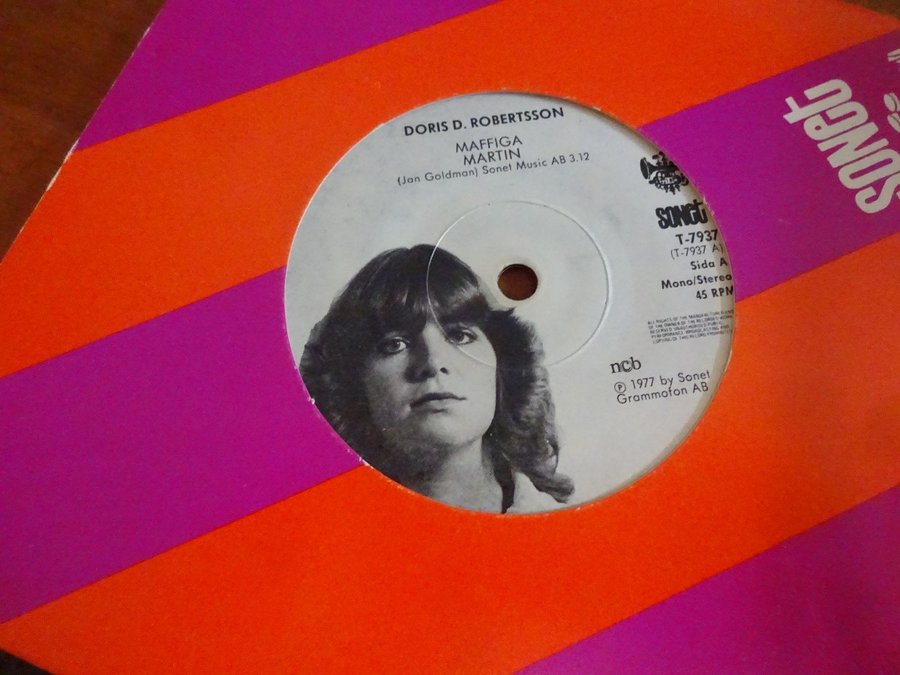 DORIS D. ROBERTSSON
MAFFIGA
MARTIN
(Jan Goldman) Sonet Music AB 3.12
SONET
T-7937
(T-7937 A)
Sida A
Mono/Stereo
45 RPM
ncb
Ⓟ 1977 by Sonet
Grammofon AB
SONET